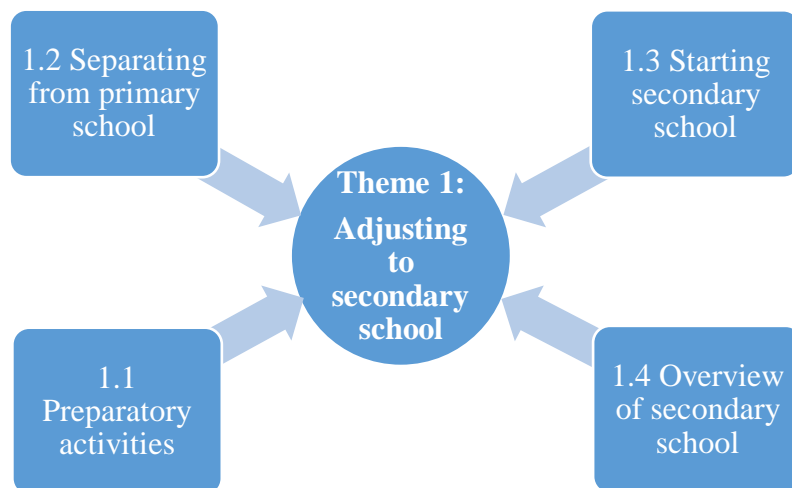 1.2 Separating
from primary
school
1.3 Starting
secondary
school
Theme 1:
Adjusting
to
secondary
school
1.1
Preparatory
activities
1.4 Overview
of secondary
school